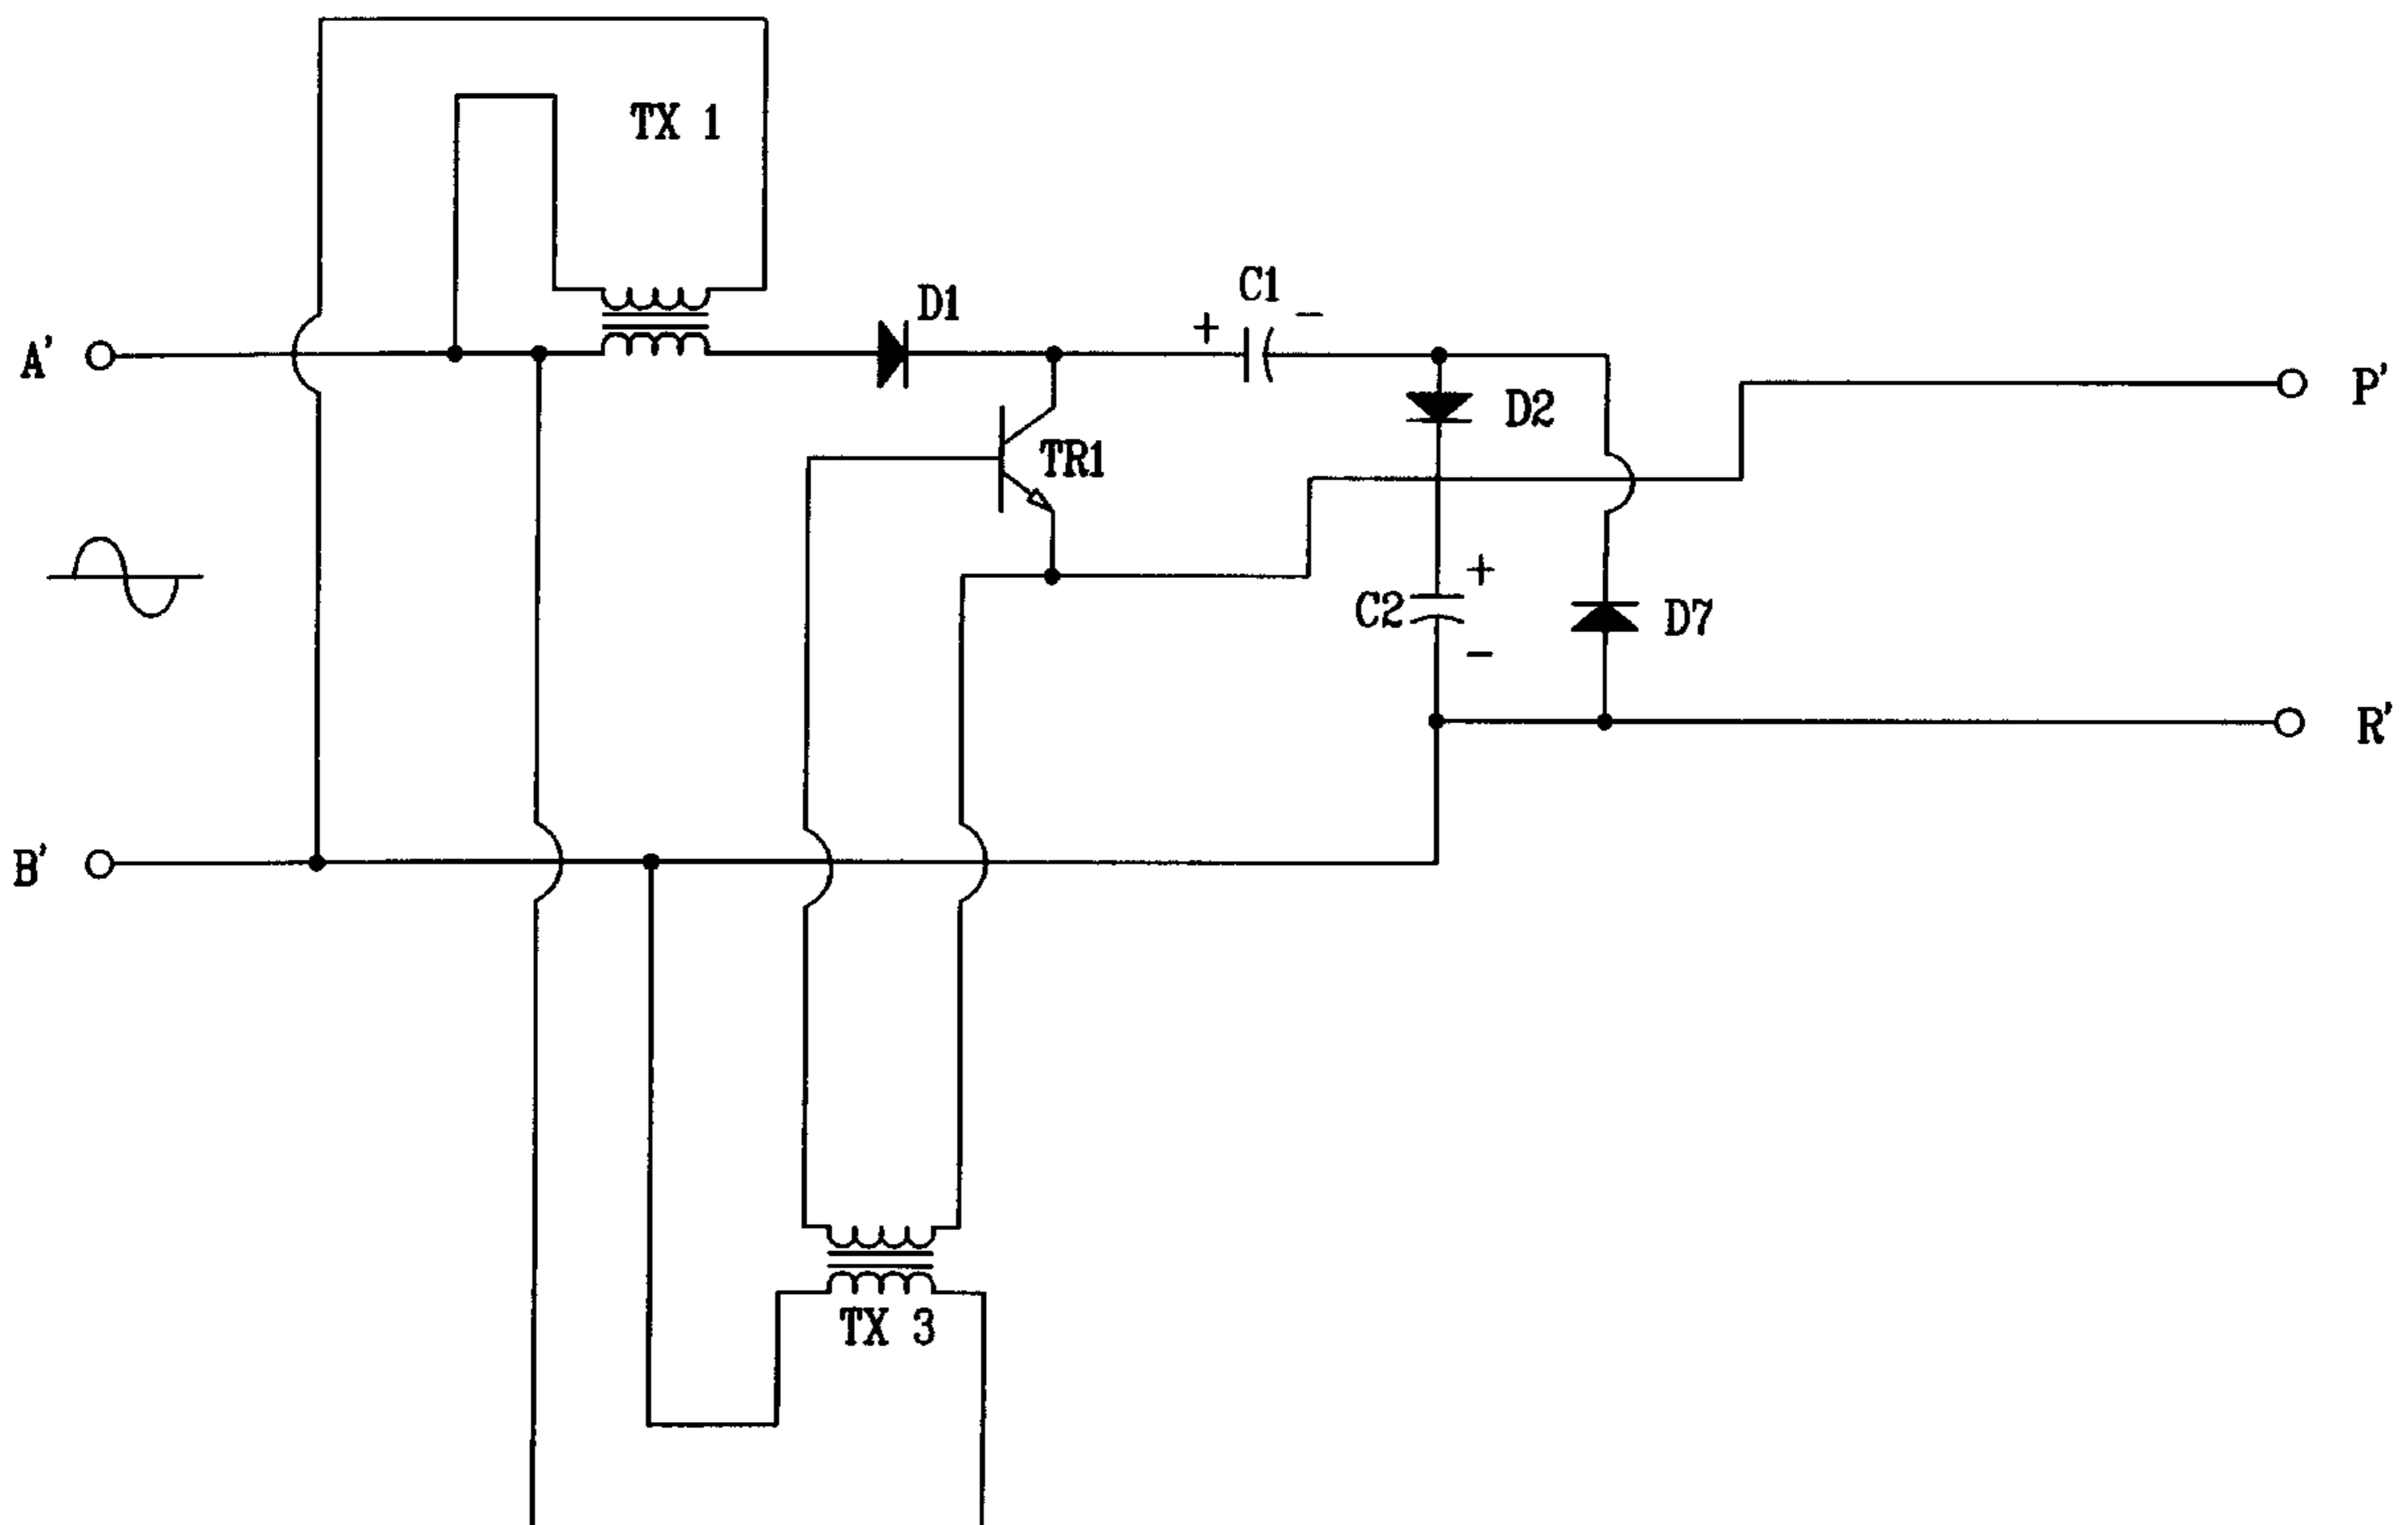 TX 1
A'
D1
+ C1 -
P'
D2
TR1
+
C2
-
D7
R'
B'
TX 3